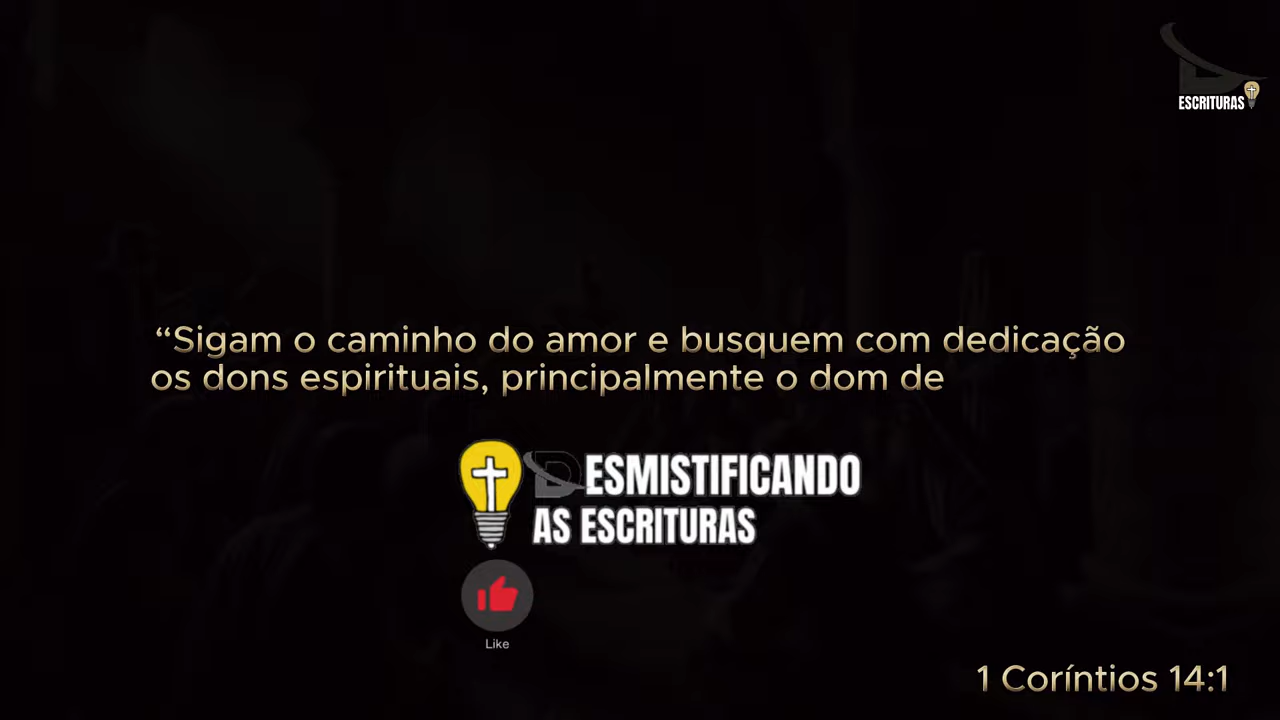 ESCRITURAS
“Sigam o caminho do amor e busquem com dedicação
os dons espirituais, principalmente o dom de
DESMISTIFICANDO
AS ESCRITURAS
Like
1 Coríntios 14:1